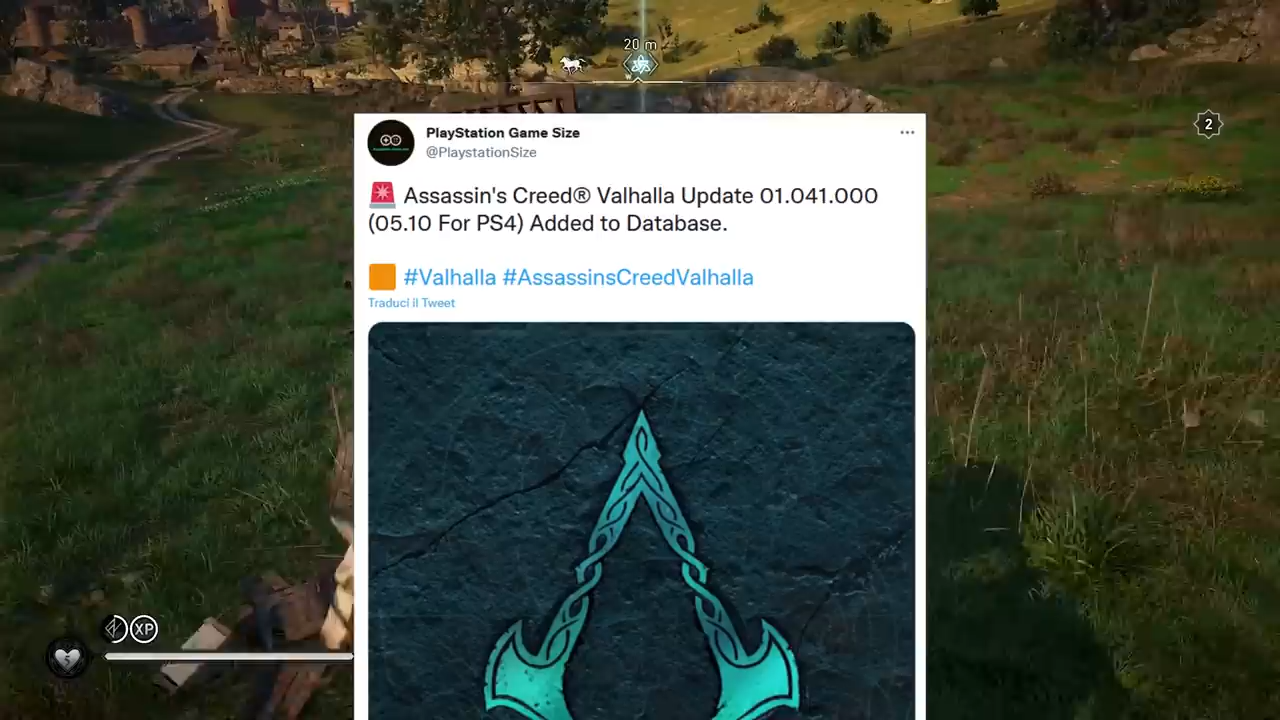 20 m
W
2
PlayStation Game Size
@PlaystationSize
Assassin's Creed® Valhalla Update 01.041.000
(05.10 For PS4) Added to Database.
#Valhalla #AssassinsCreedValhalla
Traduci il Tweet
XP
5